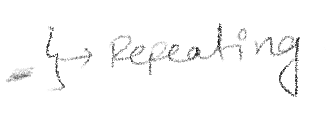 } → Repeating